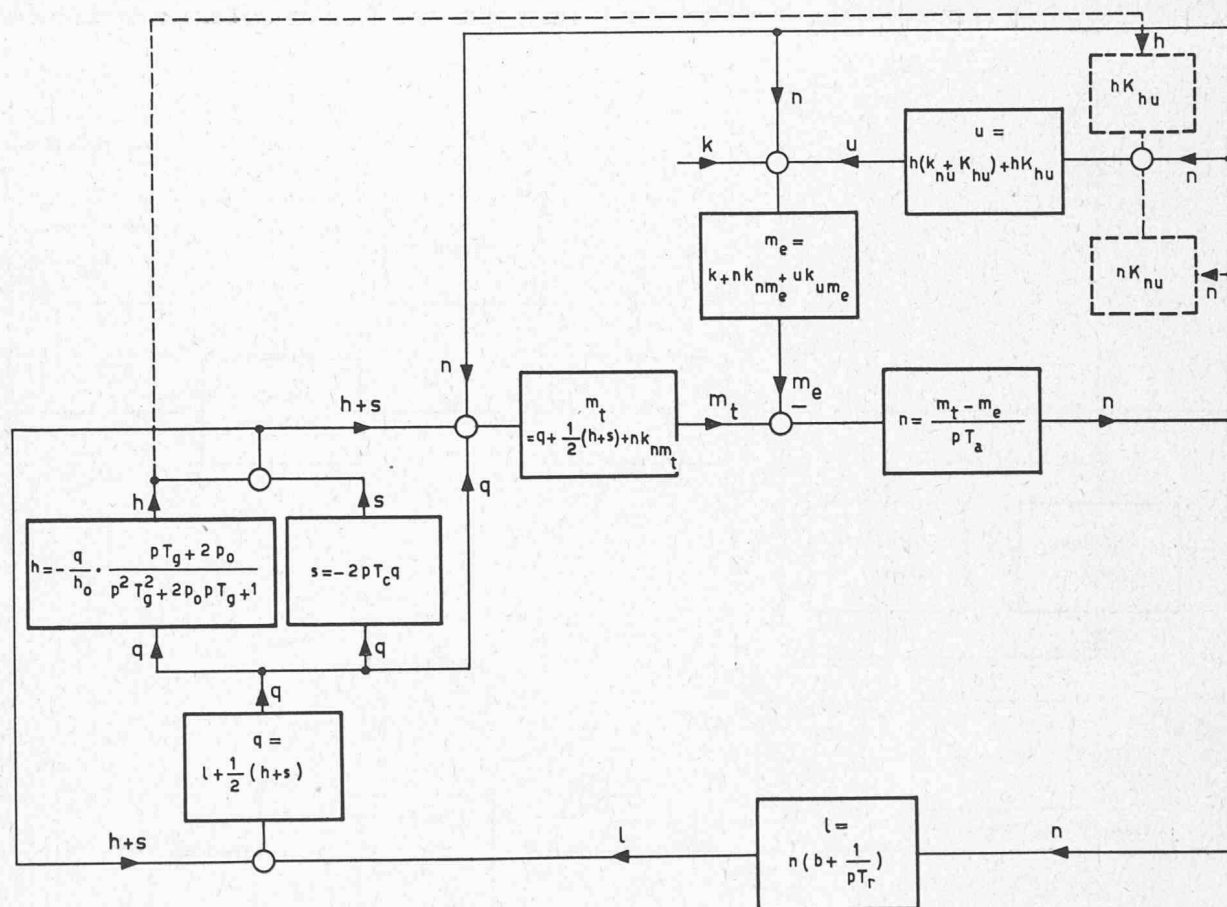 h
hK_hu
n
k
u
u =
h(k_nu + K_hu) + hK_hu
n
m_e =
k + nk_nm_e + uk_um_e
nK_nu
n
n
m_e
h+s
m_t
= q + 1/2 (h+s) + nk_nm_t
m_t
−
n = (m_t - m_e) / (pT_a)
n
h
s
q
h = - q/h_o · (pT_g + 2p_o) / (p²T_g² + 2p_o pT_g + 1)
s = - 2pT_c q
q
q
q
q =
l + 1/2 (h+s)
h+s
l
l =
n(b + 1/(pT_r))
n